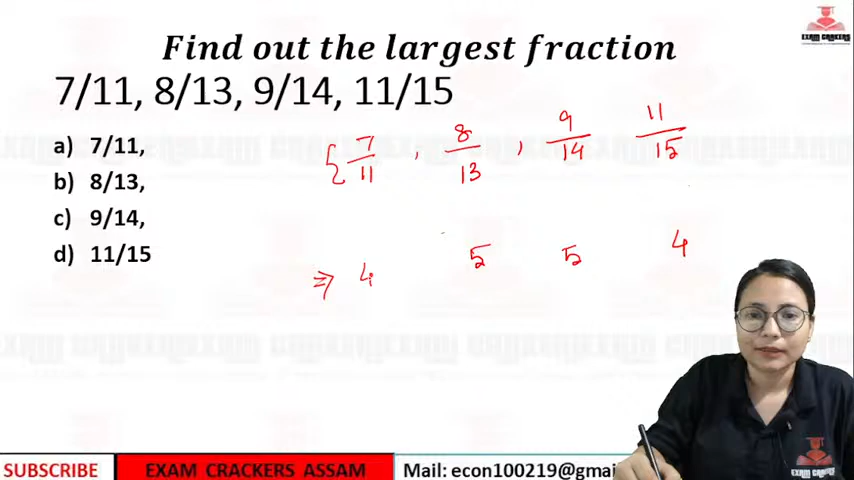 Find out the largest fraction
7/11, 8/13, 9/14, 11/15
a) 7/11,
b) 8/13,
c) 9/14,
d) 11/15
{ 7/11 , 8/13 , 9/14 11/15
⇒ 4 5 5 4
EXAM CRACKERS
SUBSCRIBE EXAM CRACKERS ASSAM Mail: econ100219@gmai
EXAM CRACKERS